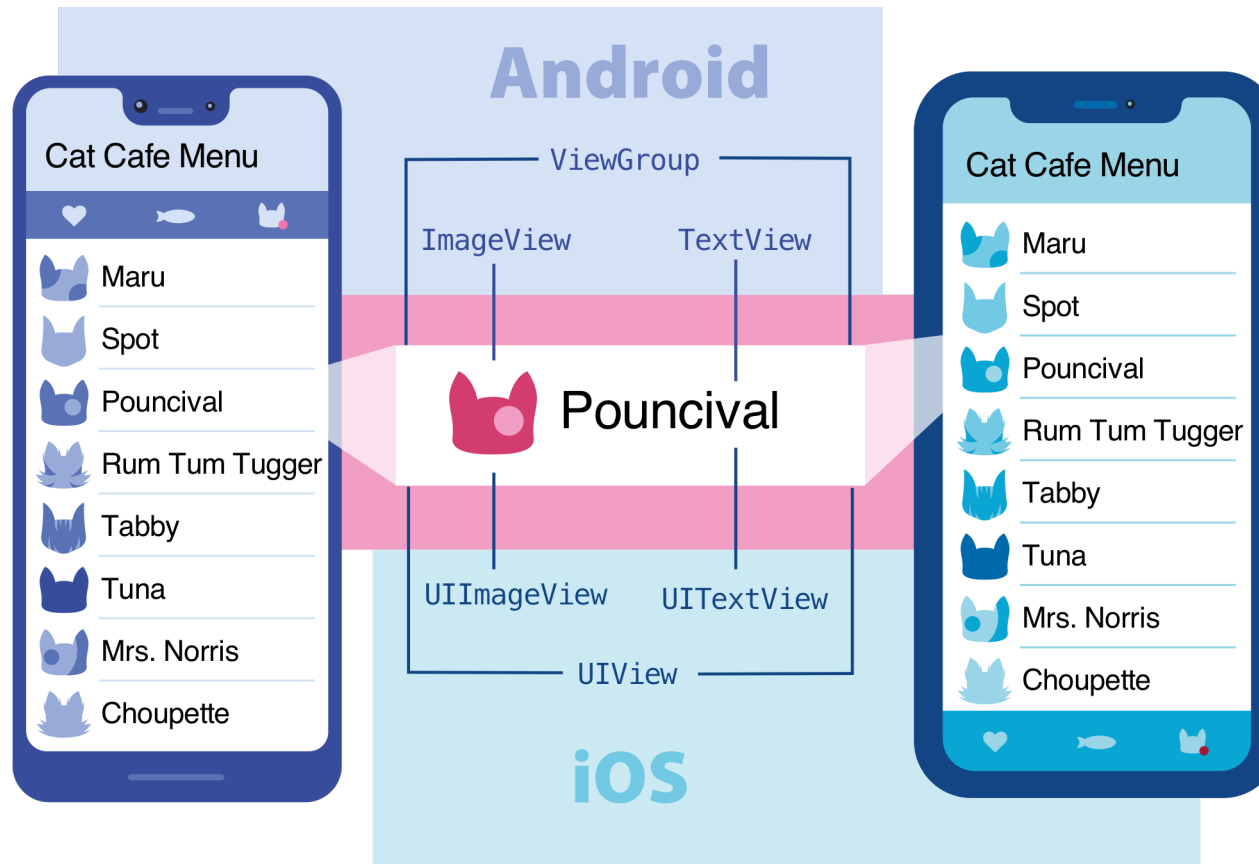 Android
Cat Cafe Menu
Maru
Spot
Pouncival
Rum Tum Tugger
Tabby
Tuna
Mrs. Norris
Choupette
ViewGroup
ImageView
TextView
Pouncival
UIImageView
UITextView
UIView
iOS
Cat Cafe Menu
Maru
Spot
Pouncival
Rum Tum Tugger
Tabby
Tuna
Mrs. Norris
Choupette